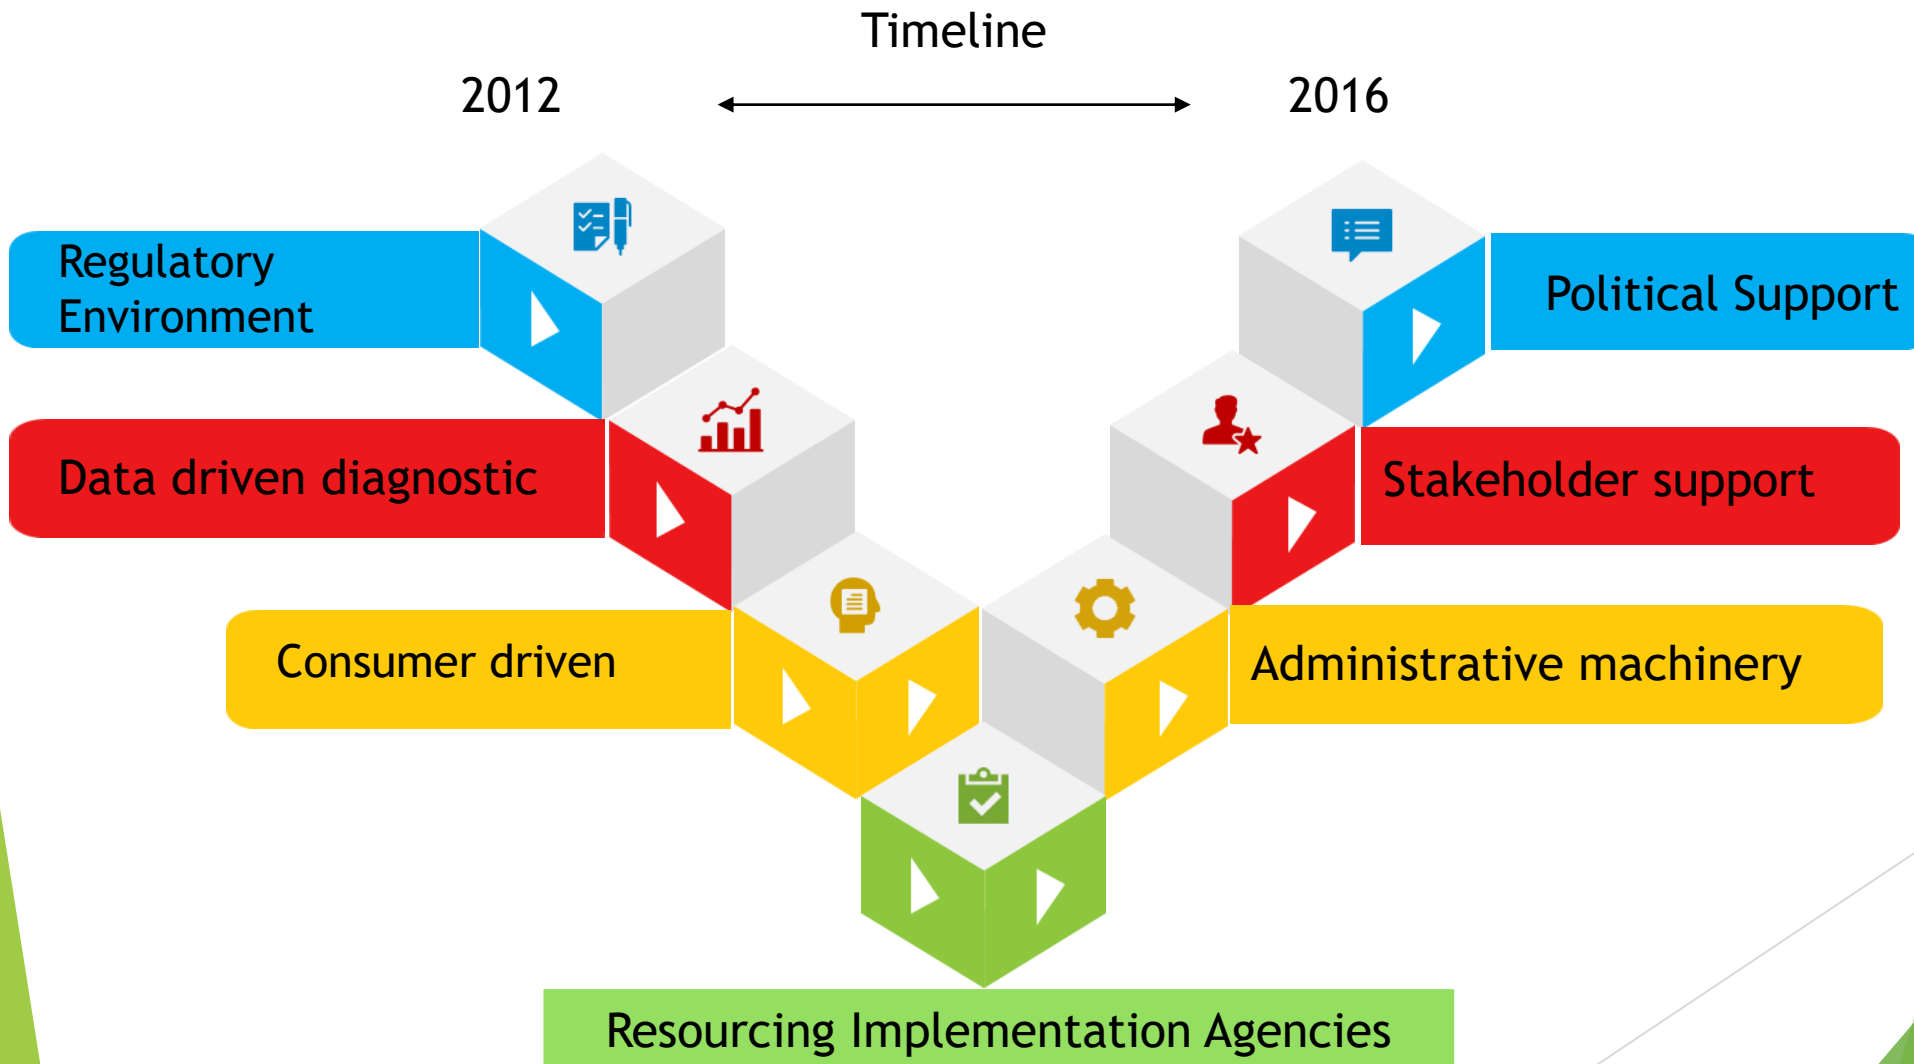 Timeline
2012
2016
Regulatory
Environment
Political Support
Data driven diagnostic
Stakeholder support
Consumer driven
Administrative machinery
Resourcing Implementation Agencies